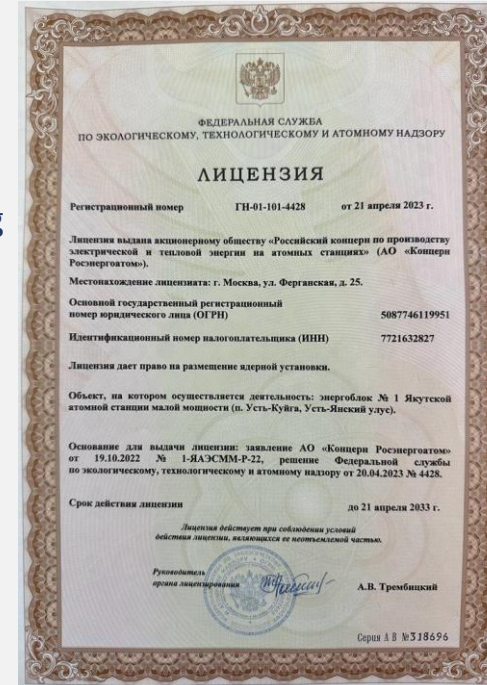 g
ФЕДЕРАЛЬНАЯ СЛУЖБА
ПО ЭКОЛОГИЧЕСКОМУ, ТЕХНОЛОГИЧЕСКОМУ И АТОМНОМУ НАДЗОРУ
ЛИЦЕНЗИЯ
Регистрационный номер ГН-01-101-4428 от 21 апреля 2023 г.
Лицензия выдана акционерному обществу «Российский концерн по производству
электрической и тепловой энергии на атомных станциях» (АО «Концерн
Росэнергоатом»).
Местонахождение лицензиата: г. Москва, ул. Ферганская, д. 25.
Основной государственный регистрационный
номер юридического лица (ОГРН) 5087746119951
Идентификационный номер налогоплательщика (ИНН) 7721632827
Лицензия дает право на размещение ядерной установки.
Объект, на котором осуществляется деятельность: энергоблок № 1 Якутской
атомной станции малой мощности (п. Усть-Куйга, Усть-Янский улус).
Основание для выдачи лицензии: заявление АО «Концерн Росэнергоатом»
от 19.10.2022 № 1-ЯАЭСММ-Р-22, решение Федеральной службы
по экологическому, технологическому и атомному надзору от 20.04.2023 № 4428.
Срок действия лицензии до 21 апреля 2033 г.
Лицензия действует при соблюдении условий
действия лицензии, являющихся ее неотъемлемой частью.
Руководитель
органа лицензирования А.В. Трембицкий
Серия А В №318696